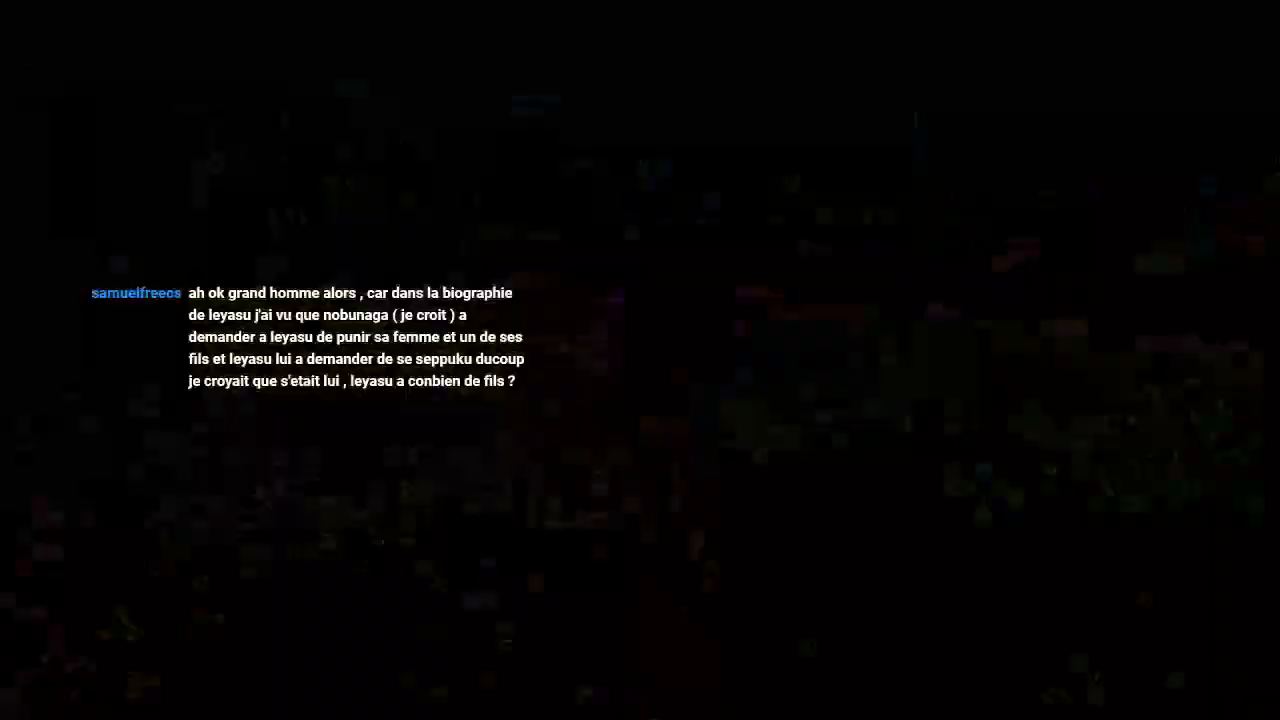 samuelfreecs ah ok grand homme alors , car dans la biographie
de leyasu j'ai vu que nobunaga ( je croit ) a
demander a leyasu de punir sa femme et un de ses
fils et leyasu lui a demander de se seppuku ducoup
je croyait que s'etait lui , leyasu a conbien de fils ?